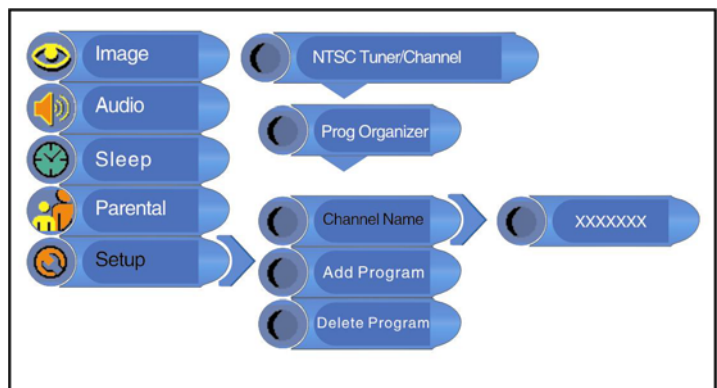 Image
Audio
Sleep
Parental
Setup
NTSC Tuner/Channel
Prog Organizer
Channel Name
Add Program
Delete Program
XXXXXXX